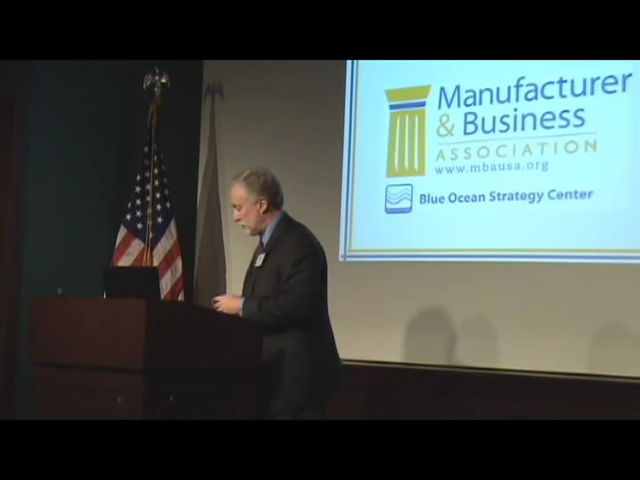 Manufacturer
& Business
ASSOCIATION
www.mbausa.org
Blue Ocean Strategy Center